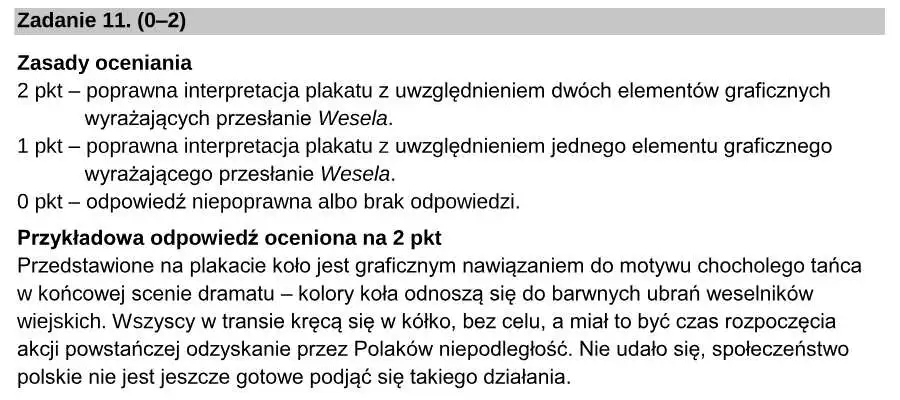 Zadanie 11. (0–2)
Zasady oceniania
2 pkt – poprawna interpretacja plakatu z uwzględnieniem dwóch elementów graficznych
wyrażających przesłanie Wesela.
1 pkt – poprawna interpretacja plakatu z uwzględnieniem jednego elementu graficznego
wyrażającego przesłanie Wesela.
0 pkt – odpowiedź niepoprawna albo brak odpowiedzi.
Przykładowa odpowiedź oceniona na 2 pkt
Przedstawione na plakacie koło jest graficznym nawiązaniem do motywu chocholego tańca
w końcowej scenie dramatu – kolory koła odnoszą się do barwnych ubrań weselników
wiejskich. Wszyscy w transie kręcą się w kółko, bez celu, a miał to być czas rozpoczęcia
akcji powstańczej odzyskanie przez Polaków niepodległość. Nie udało się, społeczeństwo
polskie nie jest jeszcze gotowe podjąć się takiego działania.